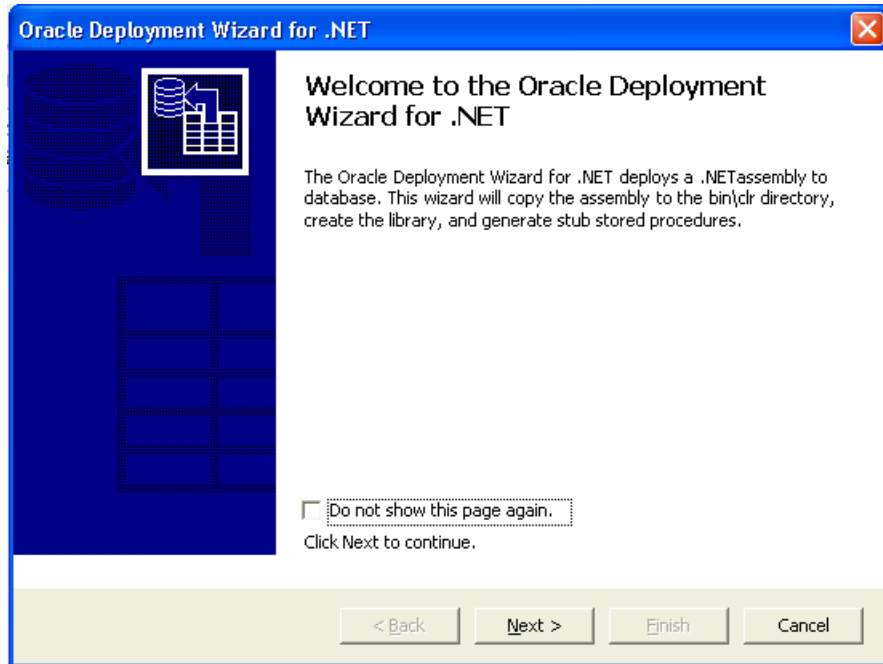 Oracle Deployment Wizard for .NET
Welcome to the Oracle Deployment
Wizard for .NET
The Oracle Deployment Wizard for .NET deploys a .NETassembly to
database. This wizard will copy the assembly to the bin\clr directory,
create the library, and generate stub stored procedures.
Do not show this page again.
Click Next to continue.
< Back
Next >
Finish
Cancel